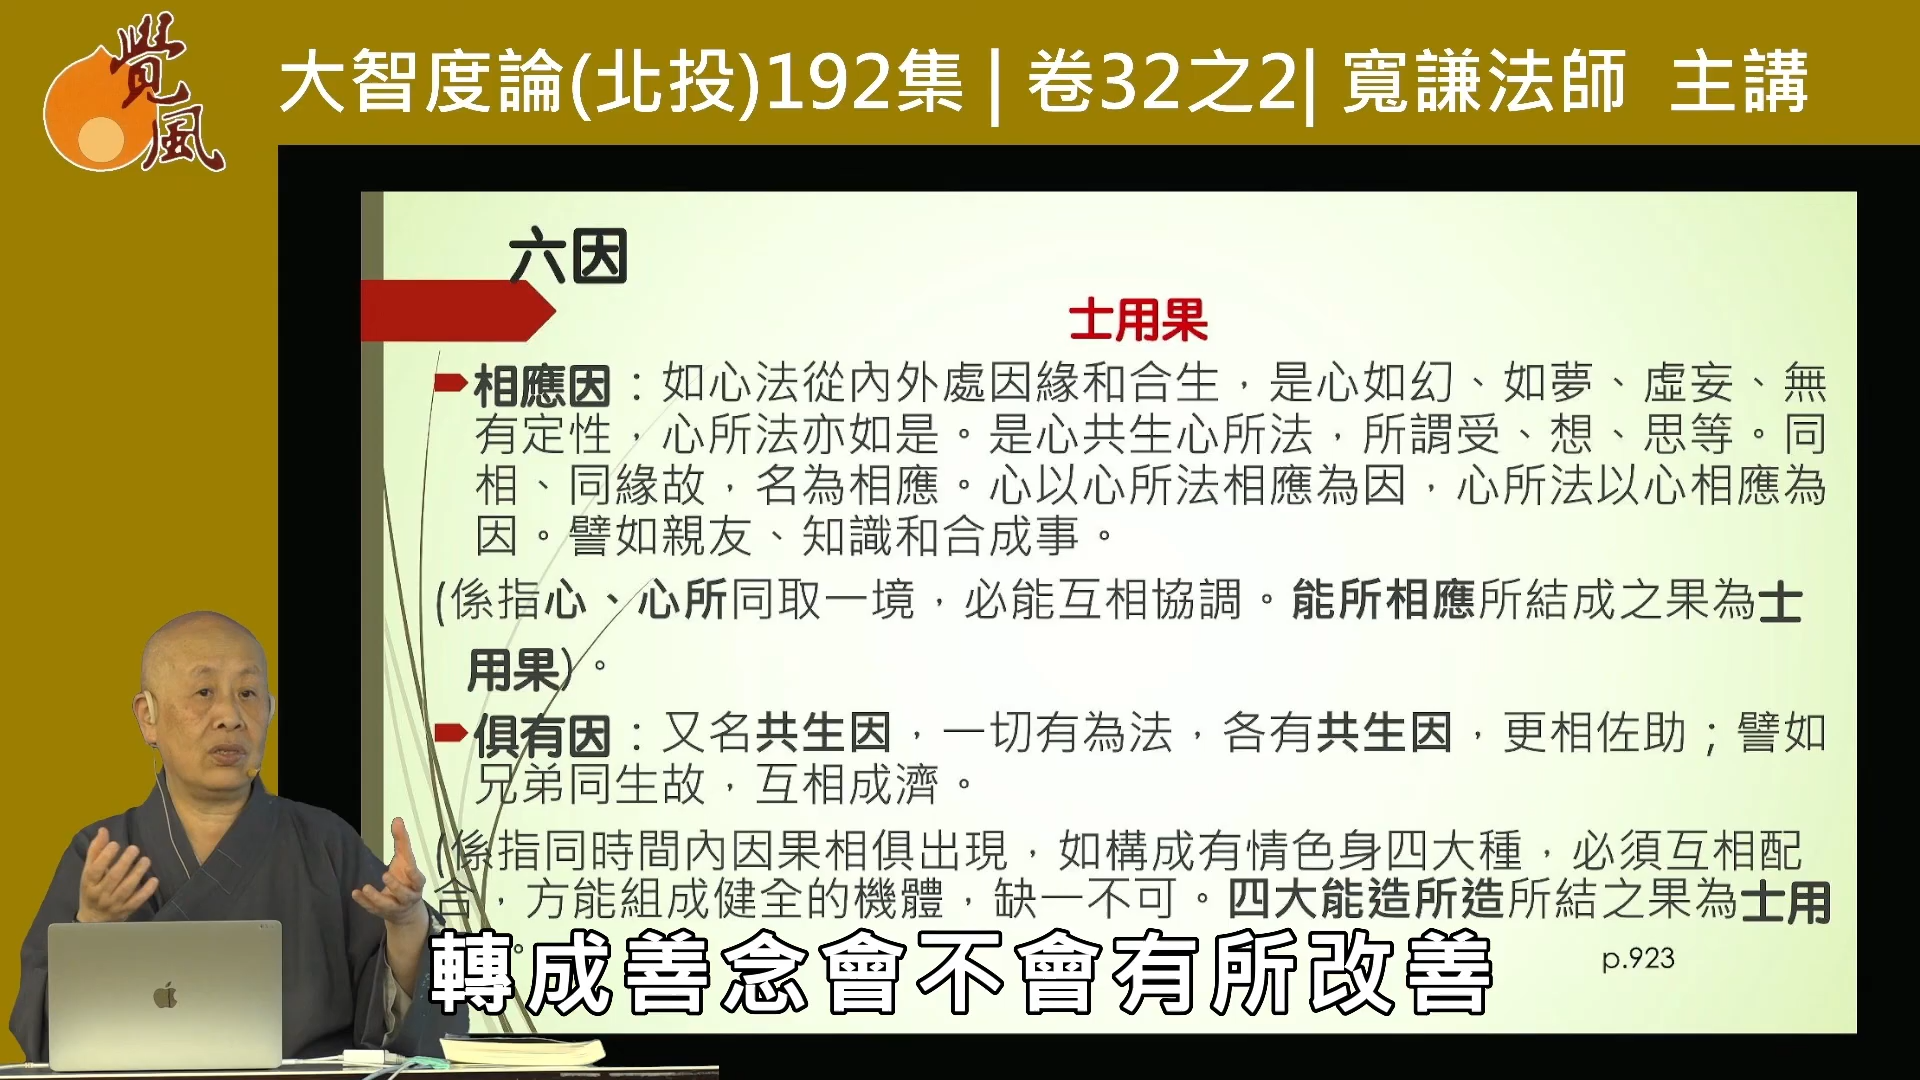 覺風
大智度論(北投)192集 | 卷32之2| 寬謙法師 主講
六因
士用果
相應因：如心法從內外處因緣和合生，是心如幻、如夢、虛妄、無
有定性，心所法亦如是。是心共生心所法，所謂受、想、思等。同
相、同緣故，名為相應。心以心所法相應為因，心所法以心相應為
因。譬如親友、知識和合成事。
(係指心、心所同取一境，必能互相協調。能所相應所結成之果為士
用果)。
俱有因：又名共生因，一切有為法，各有共生因，更相佐助；譬如
兄弟同生故，互相成濟。
(係指同時間內因果相俱出現，如構成有情色身四大種，必須互相配
合，方能組成健全的機體，缺一不可。四大能造所造所結之果為士用
轉成善念會不會有所改善
p.923